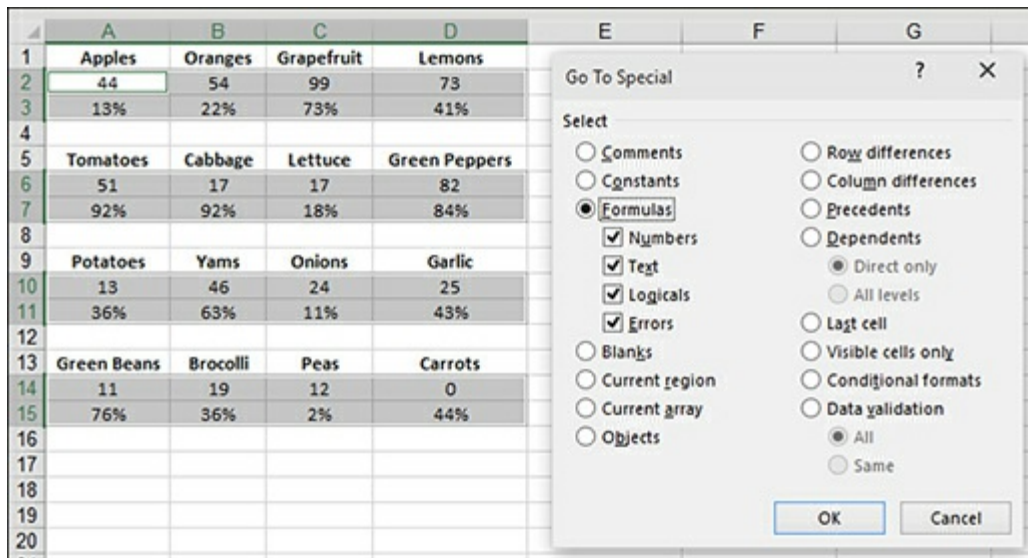 A B C D E F G
1 Apples Oranges Grapefruit Lemons
2 44 54 99 73
3 13% 22% 73% 41%
4
5 Tomatoes Cabbage Lettuce Green Peppers
6 51 17 17 82
7 92% 92% 18% 84%
8
9 Potatoes Yams Onions Garlic
10 13 46 24 25
11 36% 63% 11% 43%
12
13 Green Beans Brocolli Peas Carrots
14 11 19 12 0
15 76% 36% 2% 44%
16
17
18
19
20
Go To Special ? ×
Select
Comments
Constants
Formulas
Numbers
Text
Logicals
Errors
Blanks
Current region
Current array
Objects
Row differences
Column differences
Precedents
Dependents
Direct only
All levels
Last cell
Visible cells only
Conditional formats
Data validation
All
Same
OK Cancel